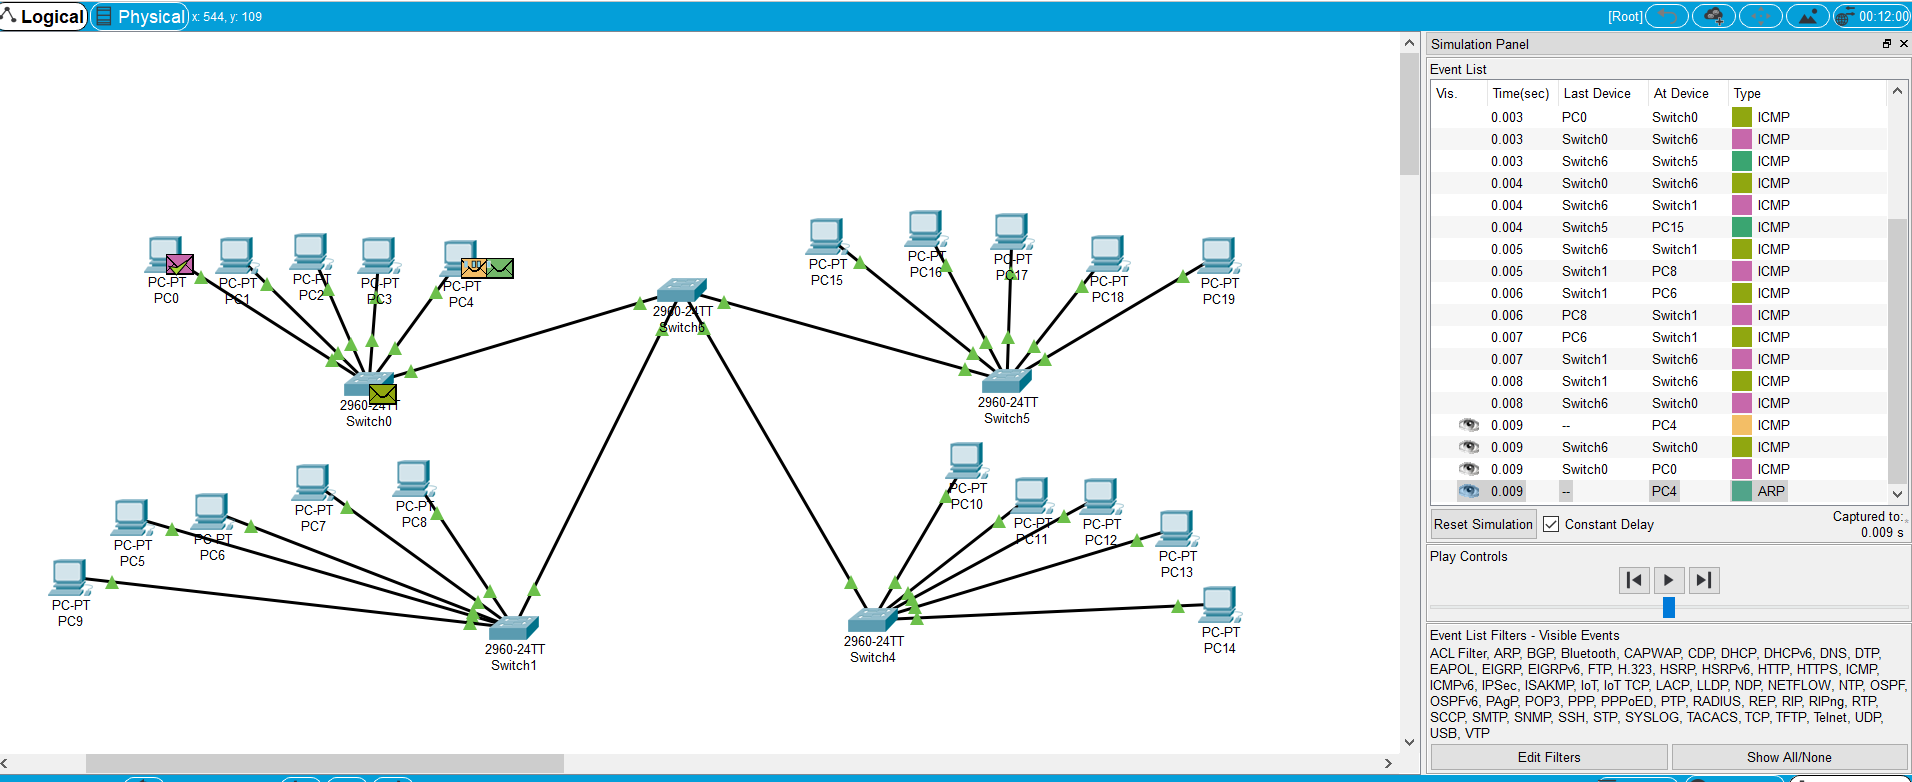 Logical Physical x: 544, y: 109 [Root] 00:12:00
Simulation Panel
Event List
Vis. Time(sec) Last Device At Device Type
0.003 PC0 Switch0 ICMP
0.003 Switch0 Switch6 ICMP
0.003 Switch6 Switch5 ICMP
0.004 Switch0 Switch6 ICMP
0.004 Switch6 Switch1 ICMP
0.004 Switch5 PC15 ICMP
0.005 Switch6 Switch1 ICMP
0.005 Switch1 PC8 ICMP
0.006 Switch1 PC6 ICMP
0.006 PC8 Switch1 ICMP
0.007 PC6 Switch1 ICMP
0.007 Switch1 Switch6 ICMP
0.008 Switch1 Switch6 ICMP
0.008 Switch6 Switch0 ICMP
0.009 -- PC4 ICMP
0.009 Switch6 Switch0 ICMP
0.009 Switch0 PC0 ICMP
0.009 -- PC4 ARP
Reset Simulation Constant Delay
Captured to:
0.009 s
Play Controls
Event List Filters - Visible Events
ACL Filter, ARP, BGP, Bluetooth, CAPWAP, CDP, DHCP, DHCPv6, DNS, DTP,
EAPOL, EIGRP, EIGRPv6, FTP, H.323, HSRP, HSRPv6, HTTP, HTTPS, ICMP,
ICMPv6, IPSec, ISAKMP, IoT, IoT TCP, LACP, LLDP, NDP, NETFLOW, NTP, OSPF,
OSPFv6, PAgP, POP3, PPP, PPPoED, PTP, RADIUS, REP, RIP, RIPng, RTP,
SCCP, SMTP, SNMP, SSH, STP, SYSLOG, TACACS, TCP, TFTP, Telnet, UDP,
USB, VTP
Edit Filters Show All/None
PC-PT
PC0
PC-PT
PC1
PC-PT
PC2
PC-PT
PC3
PC-PT
PC4
2960-24TT
Switch0
2960-24TT
Switch6
PC-PT
PC15
PC-PT
PC16
PC-PT
PC17
PC-PT
PC18
PC-PT
PC19
2960-24TT
Switch5
PC-PT
PC5
PC-PT
PC6
PC-PT
PC7
PC-PT
PC8
PC-PT
PC9
2960-24TT
Switch1
PC-PT
PC10
PC-PT
PC11
PC-PT
PC12
PC-PT
PC13
PC-PT
PC14
2960-24TT
Switch4